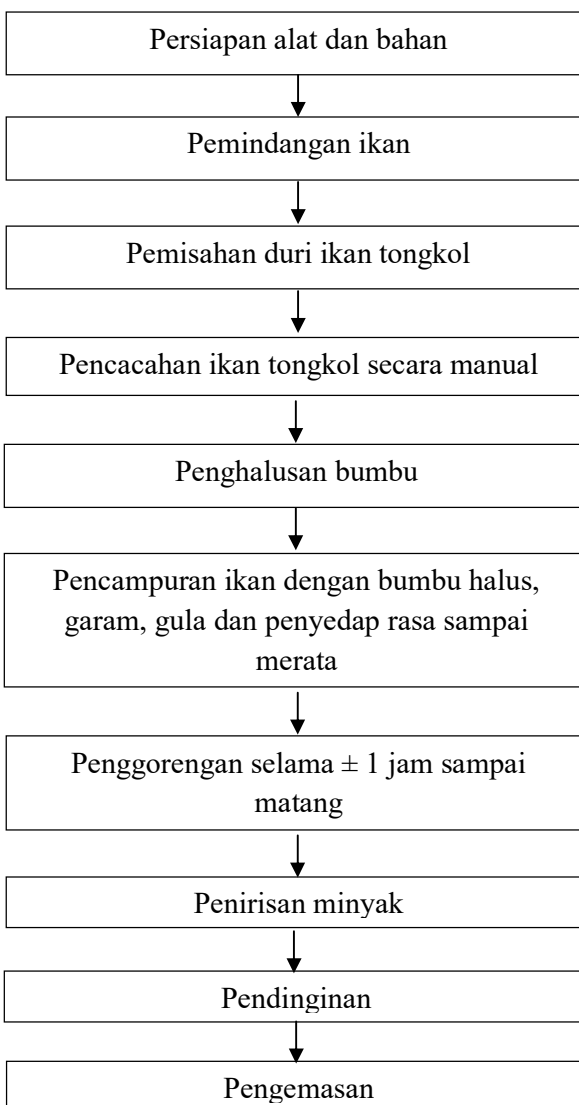 Persiapan alat dan bahan
Pemindangan ikan
Pemisahan duri ikan tongkol
Pencacahan ikan tongkol secara manual
Penghalusan bumbu
Pencampuran ikan dengan bumbu halus,
garam, gula dan penyedap rasa sampai
merata
Penggorengan selama ± 1 jam sampai
matang
Penirisan minyak
Pendinginan
Pengemasan